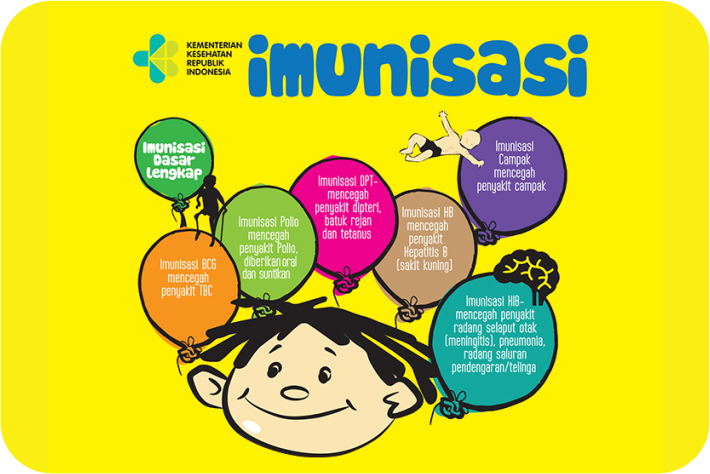 KEMENTERIAN
KESEHATAN
REPUBLIK
INDONESIA
imunisasi
imunisasi
Dasar
Lengkap
Imunisasi BCG
mencegah
penyakit TBC
Imunisasi Polio
mencegah
penyakit Polio,
diberikan oral
dan suntikan
Imunisasi DPT-
mencegah
penyakit dipteri,
batuk rejan
dan tetanus
Imunisasi HB
mencegah
penyakit
Hepatitis B
(sakit kuning)
Imunisasi
Campak
mencegah
penyakit campak
Imunisasi HIB-
mencegah penyakit
radang selaput otak
(meningitis), pneumonia,
radang saluran
pendengaran/telinga